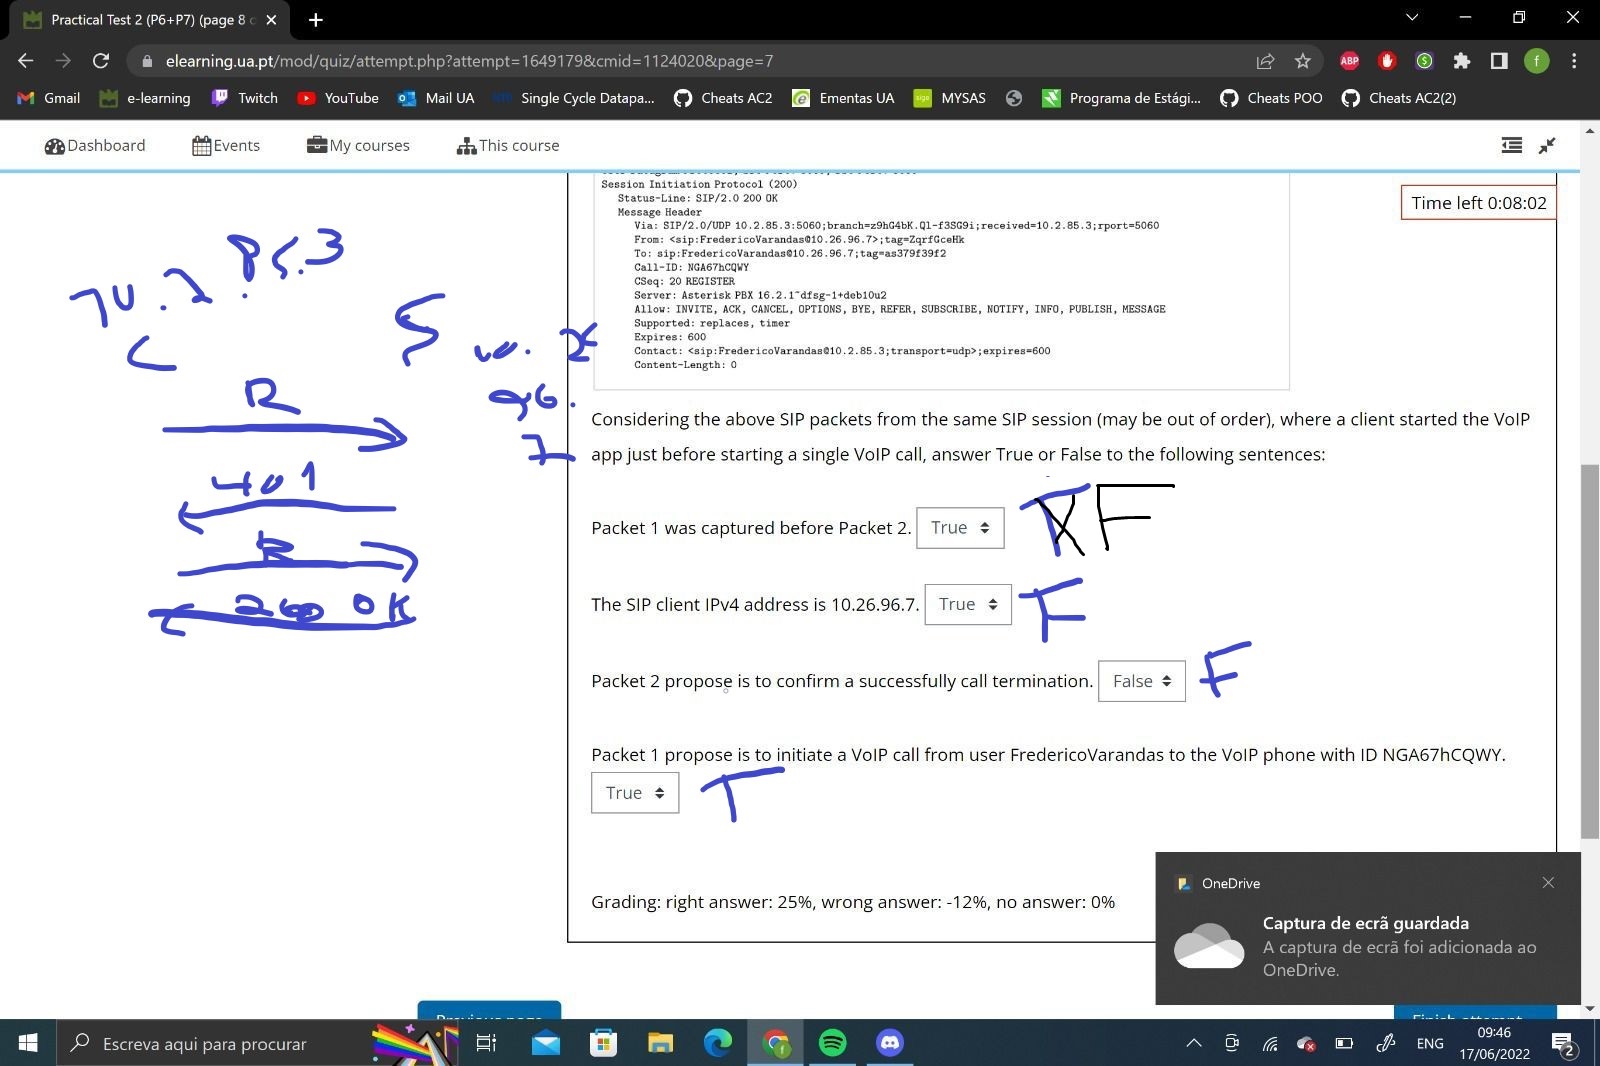 Practical Test 2 (P6+P7) (page 8 o
elearning.ua.pt/mod/quiz/attempt.php?attempt=1649179&cmid=1124020&page=7
ABP
f
Gmail e-learning Twitch YouTube Mail UA Single Cycle Datapa... Cheats AC2 Ementas UA MYSAS Programa de Estági... Cheats POO Cheats AC2(2)
Dashboard Events My courses This course
Time left 0:08:02
Session Initiation Protocol (200)
Status-Line: SIP/2.0 200 OK
Message Header
Via: SIP/2.0/UDP 10.2.85.3:5060;branch=z9hG4bK.Ql-f3SG9i;received=10.2.85.3;rport=5060
From: <sip:FredericoVarandas@10.26.96.7>;tag=ZqrfGceHk
To: sip:FredericoVarandas@10.26.96.7;tag=as379f39f2
Call-ID: NGA67hCQWY
CSeq: 20 REGISTER
Server: Asterisk PBX 16.2.1~dfsg-1+deb10u2
Allow: INVITE, ACK, CANCEL, OPTIONS, BYE, REFER, SUBSCRIBE, NOTIFY, INFO, PUBLISH, MESSAGE
Supported: replaces, timer
Expires: 600
Contact: <sip:FredericoVarandas@10.2.85.3;transport=udp>;expires=600
Content-Length: 0
10.2.85.3
C
S
10.26
96.
7
R
401
R
200 OK
Considering the above SIP packets from the same SIP session (may be out of order), where a client started the VoIP
app just before starting a single VoIP call, answer True or False to the following sentences:
Packet 1 was captured before Packet 2. True T F
The SIP client IPv4 address is 10.26.96.7. True F
Packet 2 propose is to confirm a successfully call termination. False F
Packet 1 propose is to initiate a VoIP call from user FredericoVarandas to the VoIP phone with ID NGA67hCQWY.
True T
Grading: right answer: 25%, wrong answer: -12%, no answer: 0%
OneDrive
Captura de ecrã guardada
A captura de ecrã foi adicionada ao
OneDrive.
Previous page
Finish attempt
Escreva aqui para procurar
ENG
09:46
17/06/2022
2